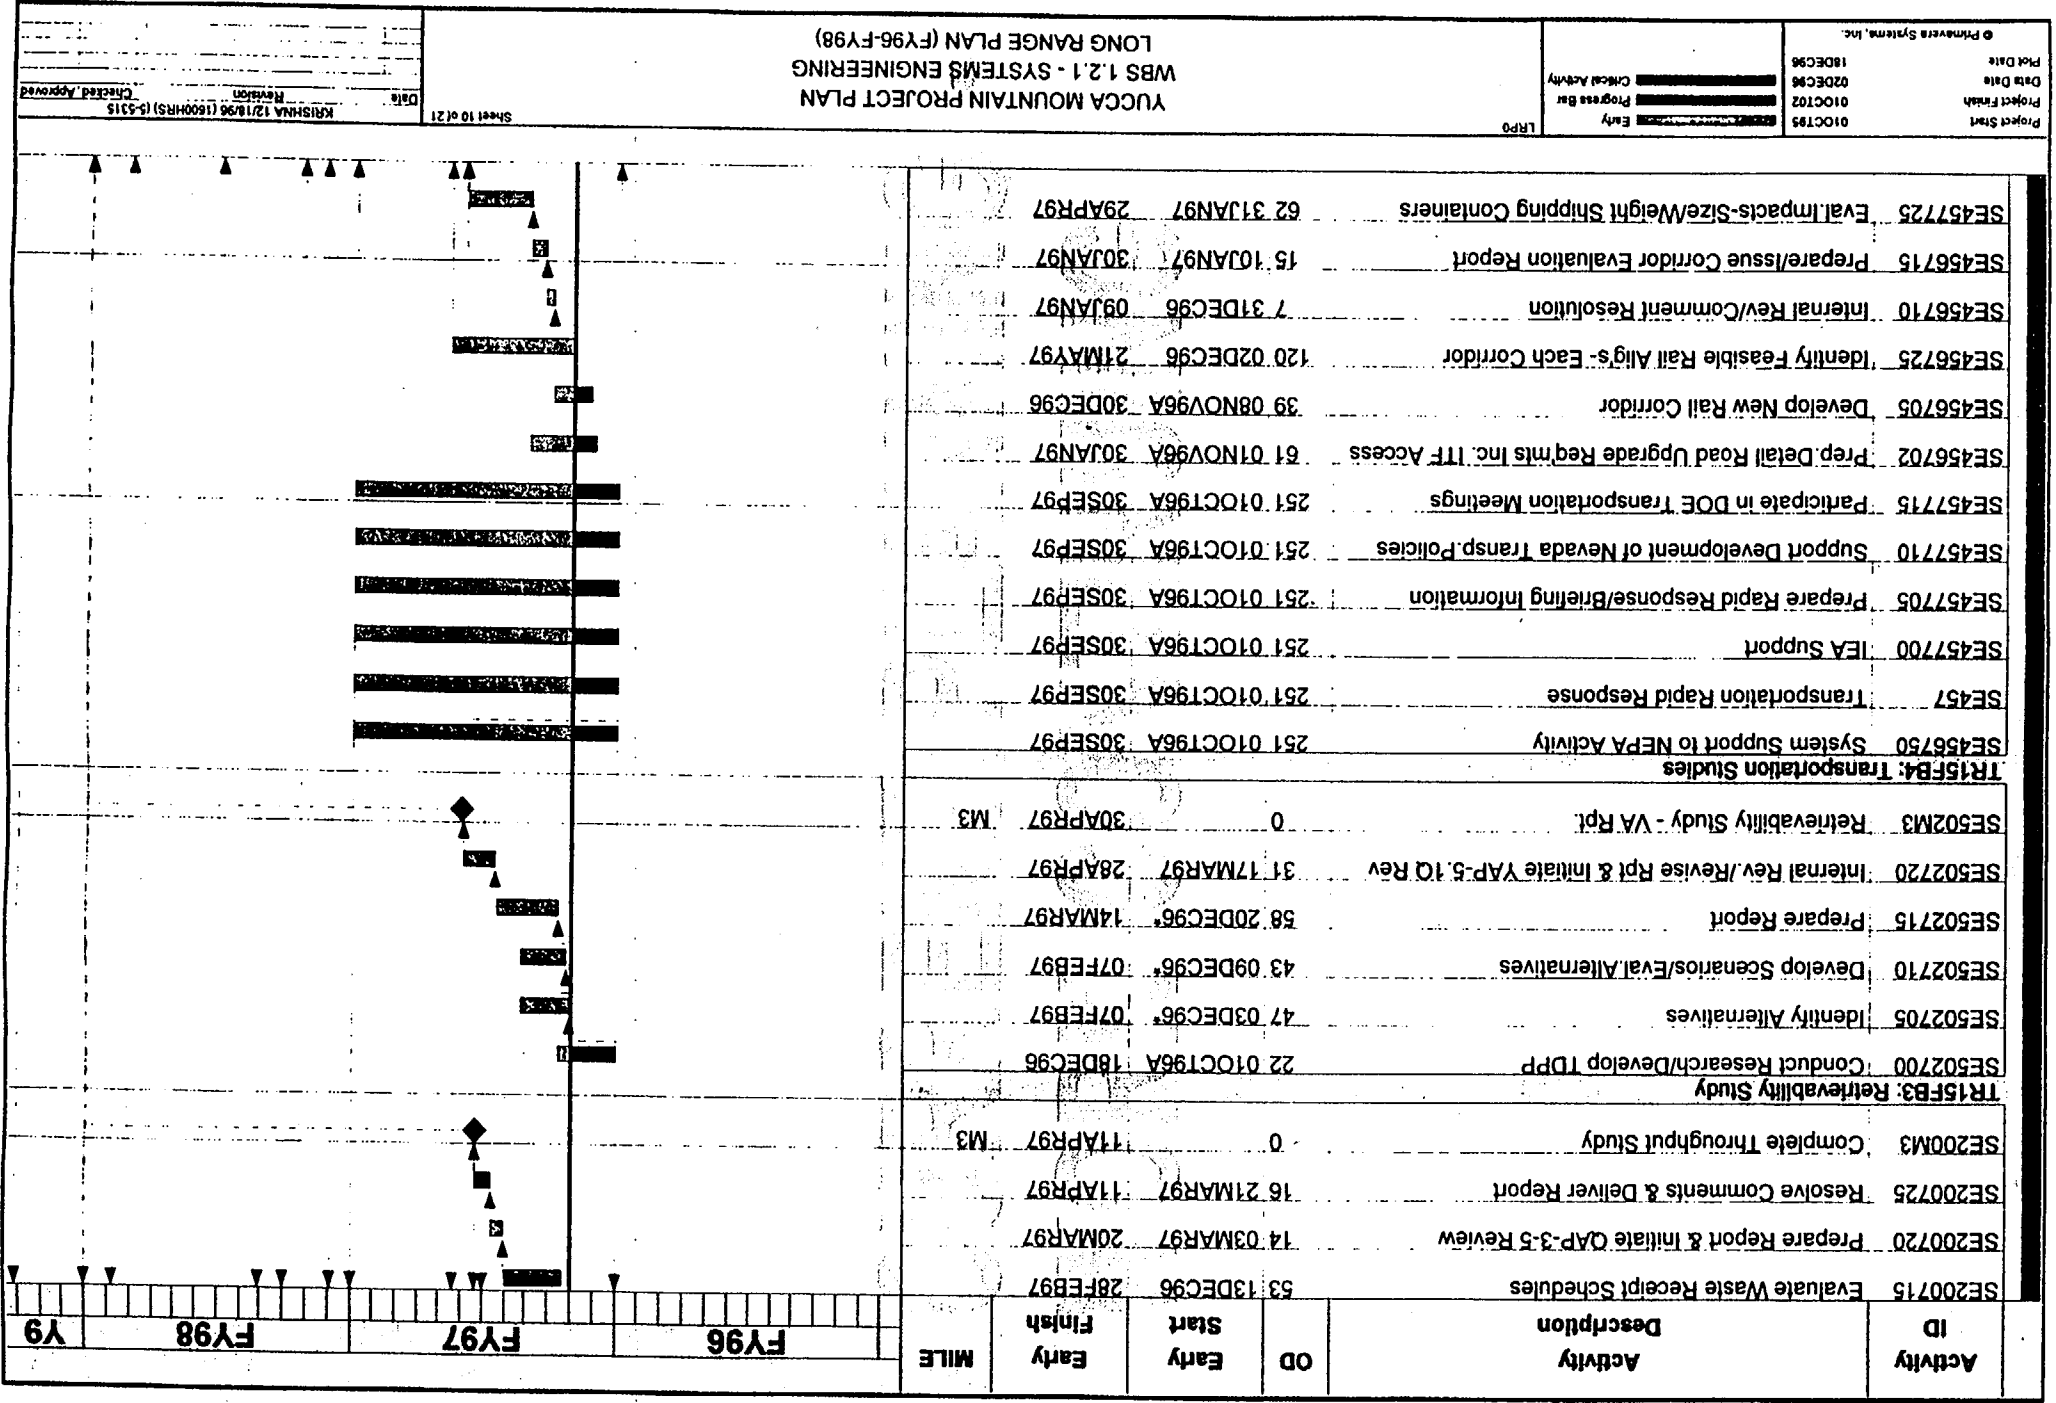 Activity ID Activity Description OD Early Start Early Finish MILE FY96 FY97 FY98 Y9
SE200715 Evaluate Waste Receipt Schedules 53 13DEC96 28FEB97
SE200720 Prepare Report & Initiate QAP-3-5 Review 14 03MAR97 20MAR97
SE200725 Resolve Comments & Deliver Report 16 21MAR97 11APR97
SE200M3 Complete Throughput Study 0 11APR97 M3
TR15FB3: Retrievability Study
SE502700 Conduct Research/Develop TDPP 22 01OCT96A 18DEC96
SE502705 Identify Alternatives 47 03DEC96* 07FEB97
SE502710 Develop Scenarios/Eval.Alternatives 43 09DEC96* 07FEB97
SE502715 Prepare Report 58 20DEC96* 14MAR97
SE502720 Internal Rev./Revise Rpt & Initiate YAP-5.1Q Rev 31 17MAR97 28APR97
SE502M3 Retrievability Study - VA Rpt. 0 30APR97 M3
TR15FB4: Transportation Studies
SE456750 System Support to NEPA Activity 251 01OCT96A 30SEP97
SE457 Transportation Rapid Response 251 01OCT96A 30SEP97
SE457700 IEA Support 251 01OCT96A 30SEP97
SE457705 Prepare Rapid Response/Briefing Information 251 01OCT96A 30SEP97
SE457710 Support Development of Nevada Transp.Policies 251 01OCT96A 30SEP97
SE457715 Participate in DOE Transportation Meetings 251 01OCT96A 30SEP97
SE456702 Prep.Detail Road Upgrade Req'mts Inc. ITF Access 61 01NOV96A 30JAN97
SE456705 Develop New Rail Corridor 39 08NOV96A 30DEC96
SE456725 Identify Feasible Rail Alig's- Each Corridor 120 02DEC96 21MAY97
SE456710 Internal Rev/Comment Resolution 7 31DEC96 09JAN97
SE456715 Prepare/Issue Corridor Evaluation Report 15 10JAN97 30JAN97
SE457725 Eval.Impacts-Size/Weight Shipping Containers 62 31JAN97 29APR97
Project Start 01OCT95
Project Finish 01OCT02
Data Date 02DEC96
Plot Date 18DEC96
© Primavera Systems, Inc.
Early
Progress Bar
Critical Activity
LRP0
YUCCA MOUNTAIN PROJECT PLAN
WBS 1.2.1 - SYSTEMS ENGINEERING
LONG RANGE PLAN (FY96-FY98)
Sheet 10 of 21
KRISHNA 12/18/96 (1600HRS) (5-5315
Date Revision Checked Approved